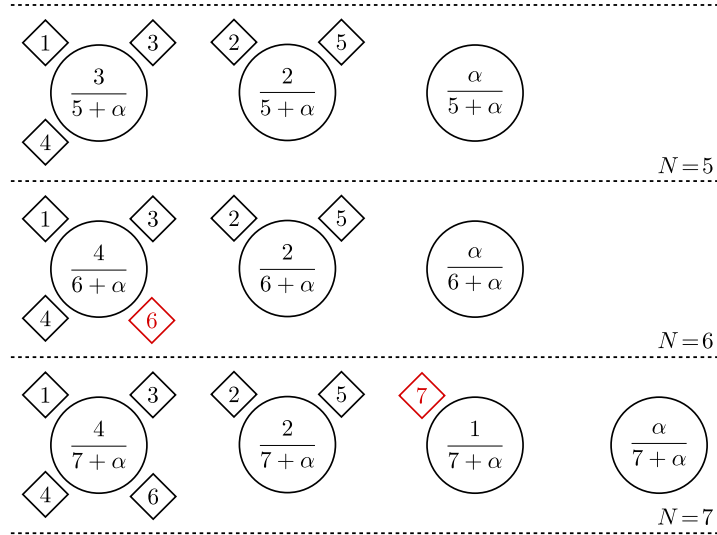 1 3 2 5
3/(5 + α) 2/(5 + α) α/(5 + α)
4
N = 5
1 3 2 5
4/(6 + α) 2/(6 + α) α/(6 + α)
4 6
N = 6
1 3 2 5 7
4/(7 + α) 2/(7 + α) 1/(7 + α) α/(7 + α)
4 6
N = 7